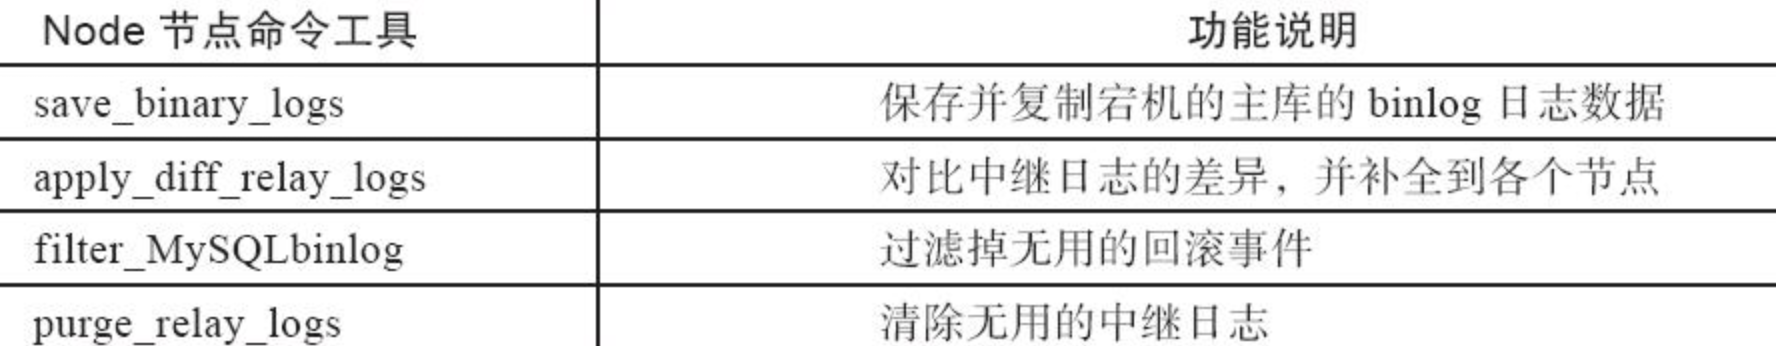 Node 节点命令工具 功能说明
save_binary_logs 保存并复制宕机的主库的 binlog 日志数据
apply_diff_relay_logs 对比中继日志的差异，并补全到各个节点
filter_MySQLbinlog 过滤掉无用的回滚事件
purge_relay_logs 清除无用的中继日志